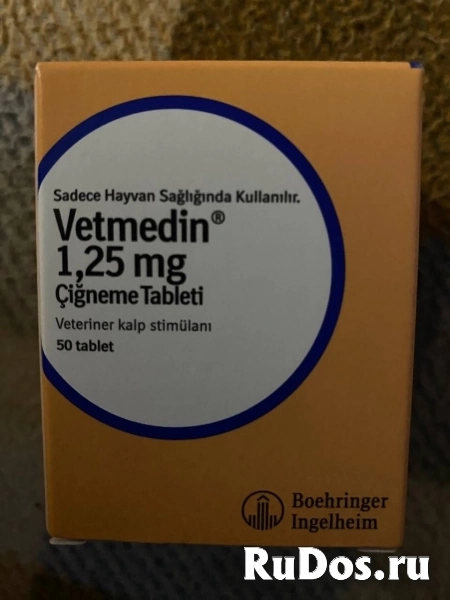 Sadece Hayvan Sağlığında Kullanılır.
Vetmedin®
1,25 mg
Çiğneme Tableti
Veteriner kalp stimülanı
50 tablet
Boehringer
Ingelheim
RuDos.ru